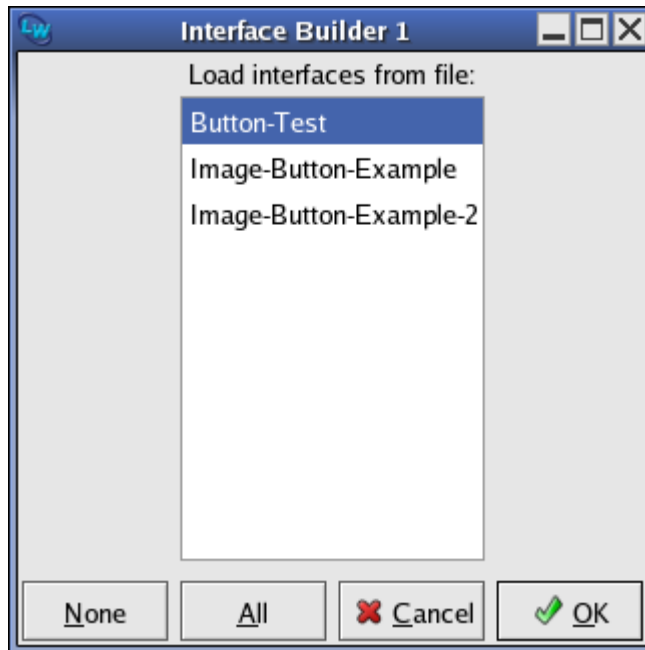 LW
Interface Builder 1
Load interfaces from file:
Button-Test
Image-Button-Example
Image-Button-Example-2
None
All
Cancel
OK